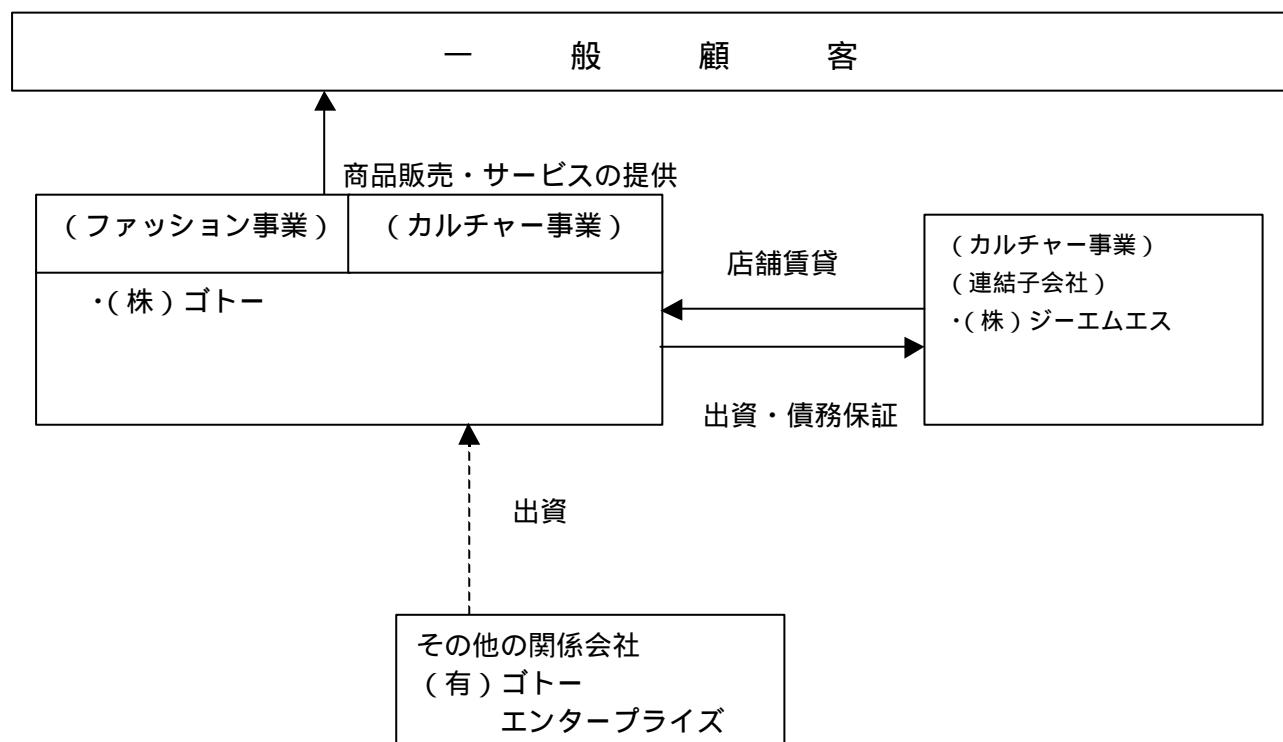 一般顧客
商品販売・サービスの提供
（ファッション事業）
（カルチャー事業）
・（株）ゴトー
店舗賃貸
出資・債務保証
（カルチャー事業）
（連結子会社）
・（株）ジーエムエス
出資
その他の関係会社
（有）ゴトー
エンタープライズ